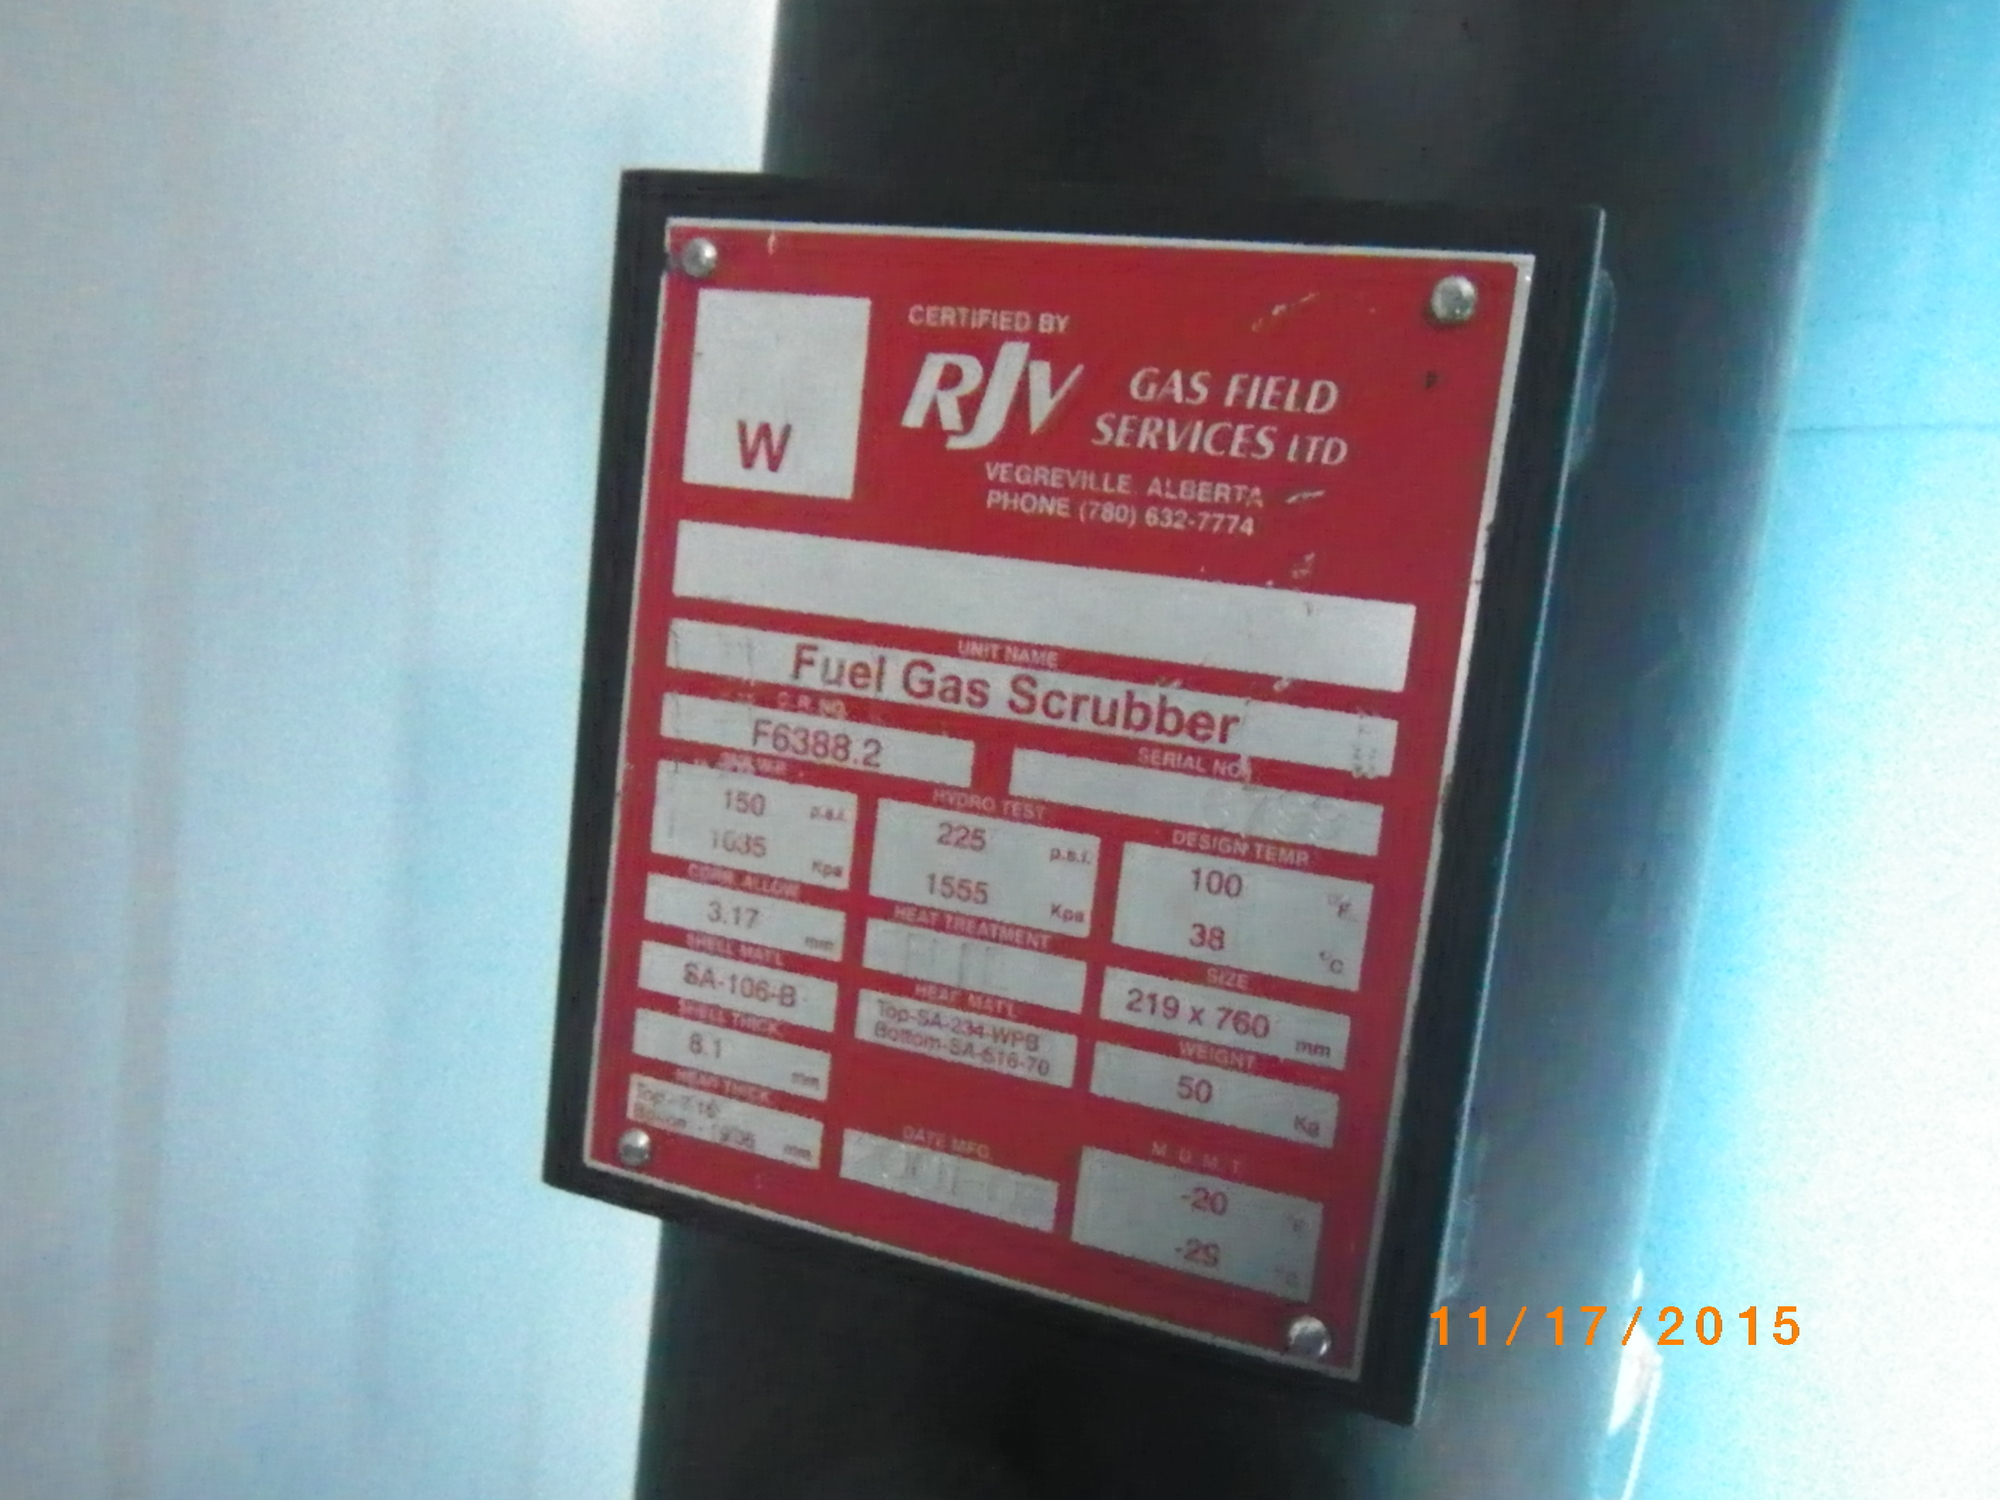 CERTIFIED BY
RJV GAS FIELD
SERVICES LTD
VEGREVILLE, ALBERTA
PHONE (780) 632-7774
W
UNIT NAME
Fuel Gas Scrubber
C.R. NO.
F6388.2
SERIAL NO.
150 p.s.i.
1035 Kpa
HYDRO TEST
225 p.s.i.
1555 Kpa
DESIGN TEMP.
100 °F
38 °C
CORR. ALLOW
3.17 mm
HEAT TREATMENT
SIZE
219 x 760 mm
SHELL MAT'L
SA-106-B
HEAD MAT'L
Top-SA-234-WPB
Bottom-SA-516-70
WEIGHT
50 Kg
SHELL THICK.
mm
HEAD THICK.
mm
DATE MFG.
M. D. M. T.
-20 °F
-29
11/17/2015